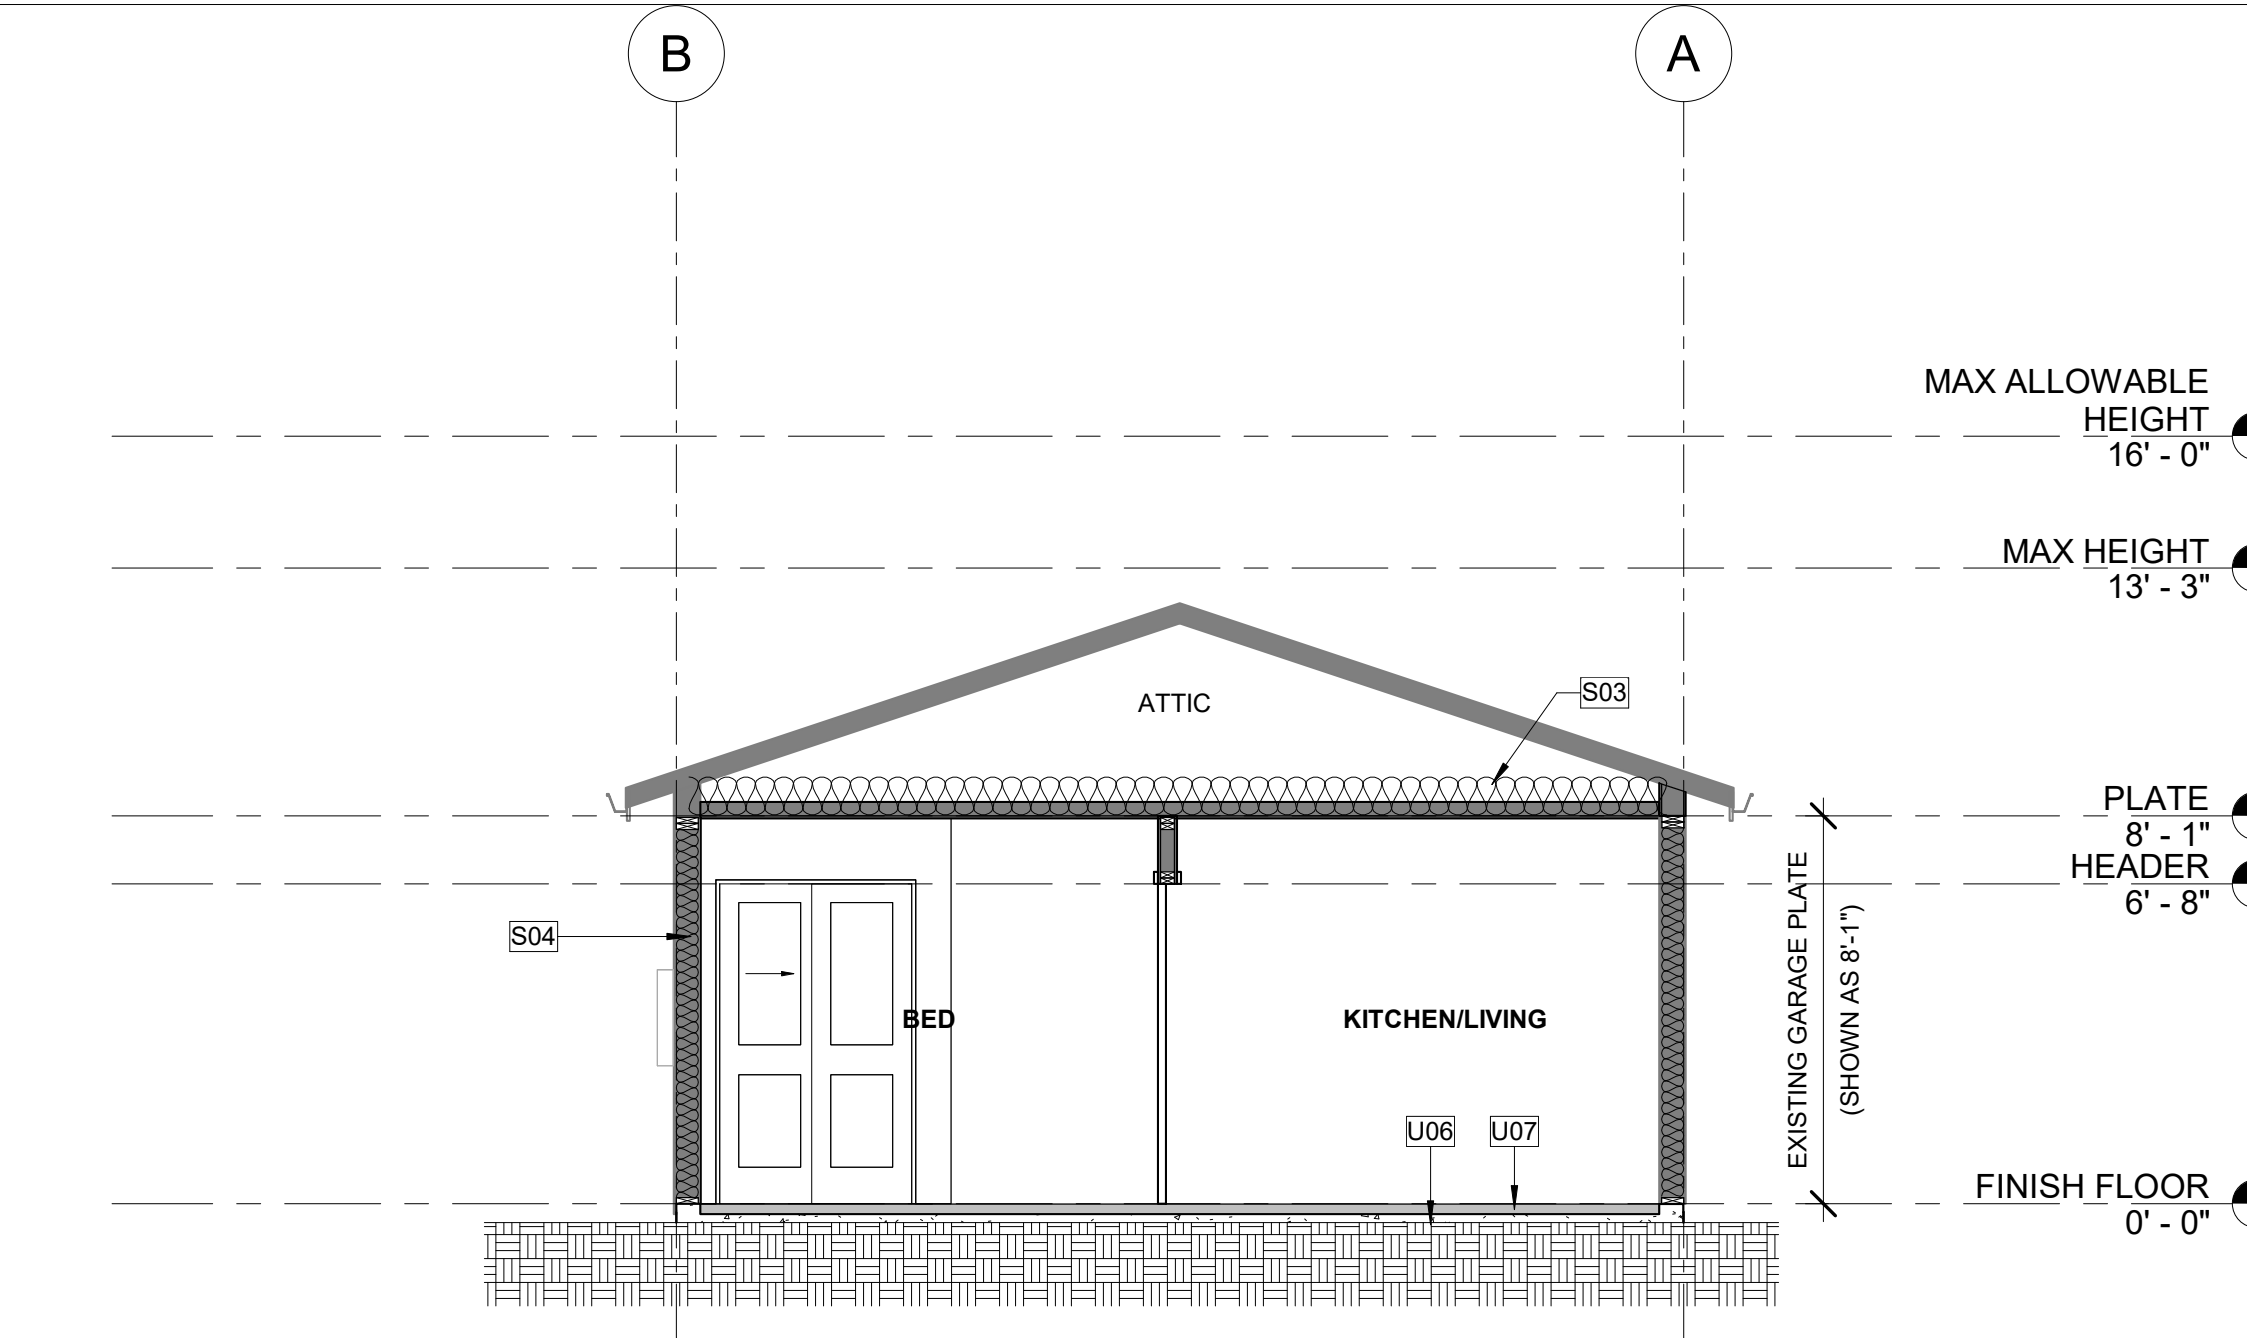 B
A
MAX ALLOWABLE
HEIGHT
16' - 0"
MAX HEIGHT
13' - 3"
ATTIC
S03
PLATE
8' - 1"
HEADER
6' - 8"
S04
BED
KITCHEN/LIVING
EXISTING GARAGE PLATE
(SHOWN AS 8'-1")
U06
U07
FINISH FLOOR
0' - 0"